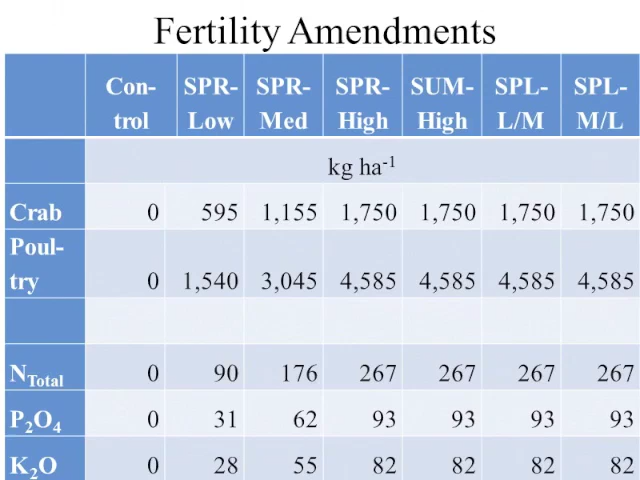 Fertility Amendments
Con- SPR- SPR- SPR- SUM- SPL- SPL-
trol Low Med High High L/M M/L
kg ha⁻¹
Crab 0 595 1,155 1,750 1,750 1,750 1,750
Poul-
try 0 1,540 3,045 4,585 4,585 4,585 4,585
N_Total 0 90 176 267 267 267 267
P₂O₄ 0 31 62 93 93 93 93
K₂O 0 28 55 82 82 82 82